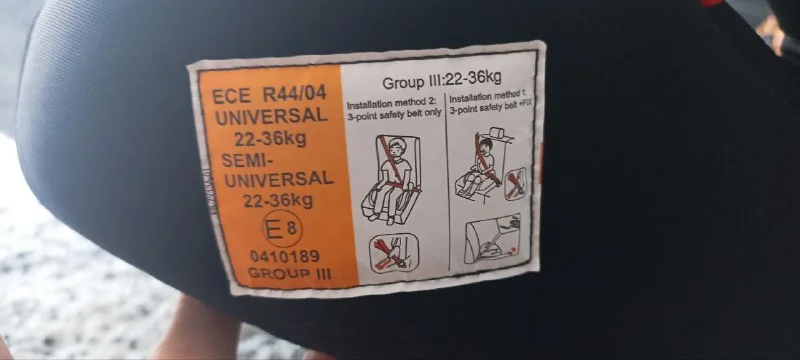 ECE R44/04
UNIVERSAL
22-36kg
SEMI-
UNIVERSAL
22-36kg
E 8
0410189
GROUP III
Group III:22-36kg
Installation method 2:
3-point safety belt only
Installation method 1:
3-point safety belt +FIX